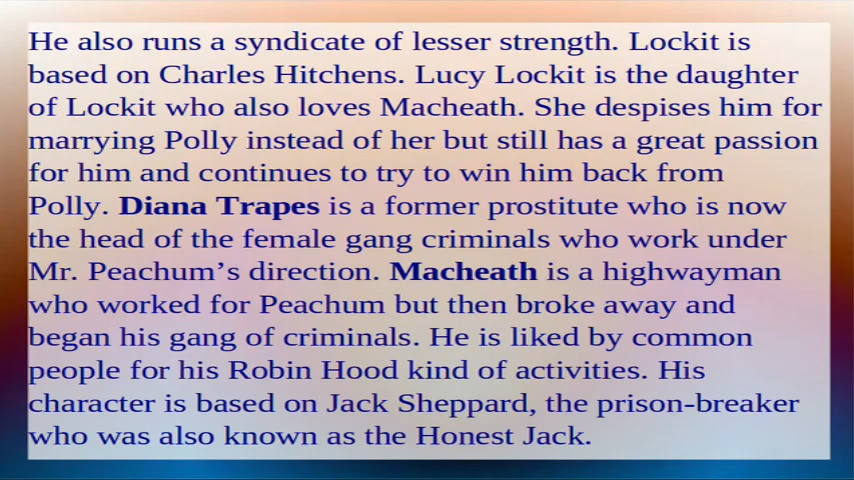 He also runs a syndicate of lesser strength. Lockit is
based on Charles Hitchens. Lucy Lockit is the daughter
of Lockit who also loves Macheath. She despises him for
marrying Polly instead of her but still has a great passion
for him and continues to try to win him back from
Polly. Diana Trapes is a former prostitute who is now
the head of the female gang criminals who work under
Mr. Peachum’s direction. Macheath is a highwayman
who worked for Peachum but then broke away and
began his gang of criminals. He is liked by common
people for his Robin Hood kind of activities. His
character is based on Jack Sheppard, the prison-breaker
who was also known as the Honest Jack.